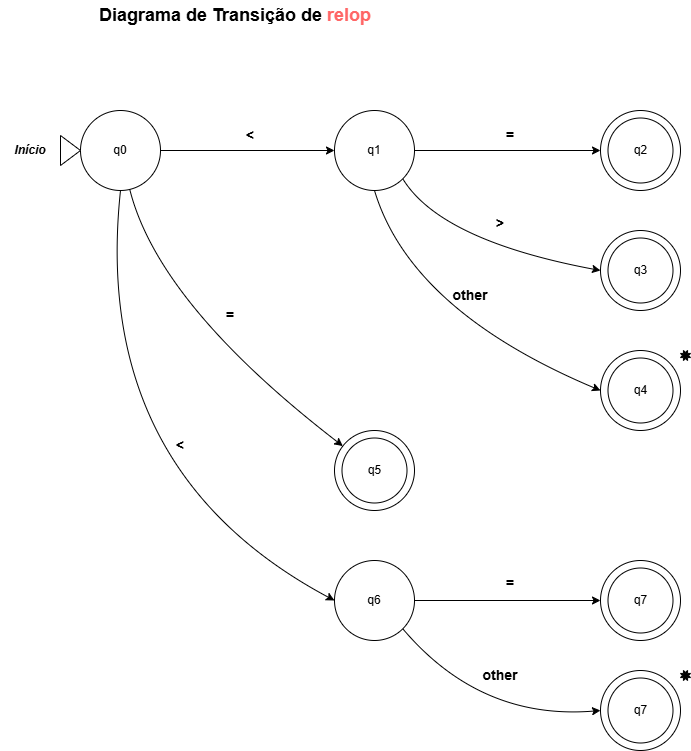 Diagrama de Transição de relop
Início
q0
<
q1
=
q2
>
q3
other
q4
=
q5
<
q6
=
q7
other
q7